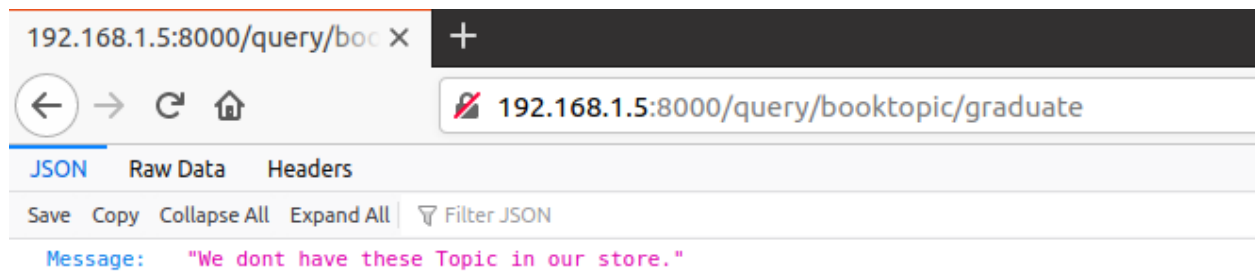 192.168.1.5:8000/query/boo
192.168.1.5:8000/query/booktopic/graduate
JSON Raw Data Headers
Save Copy Collapse All Expand All Filter JSON
Message: "We dont have these Topic in our store."